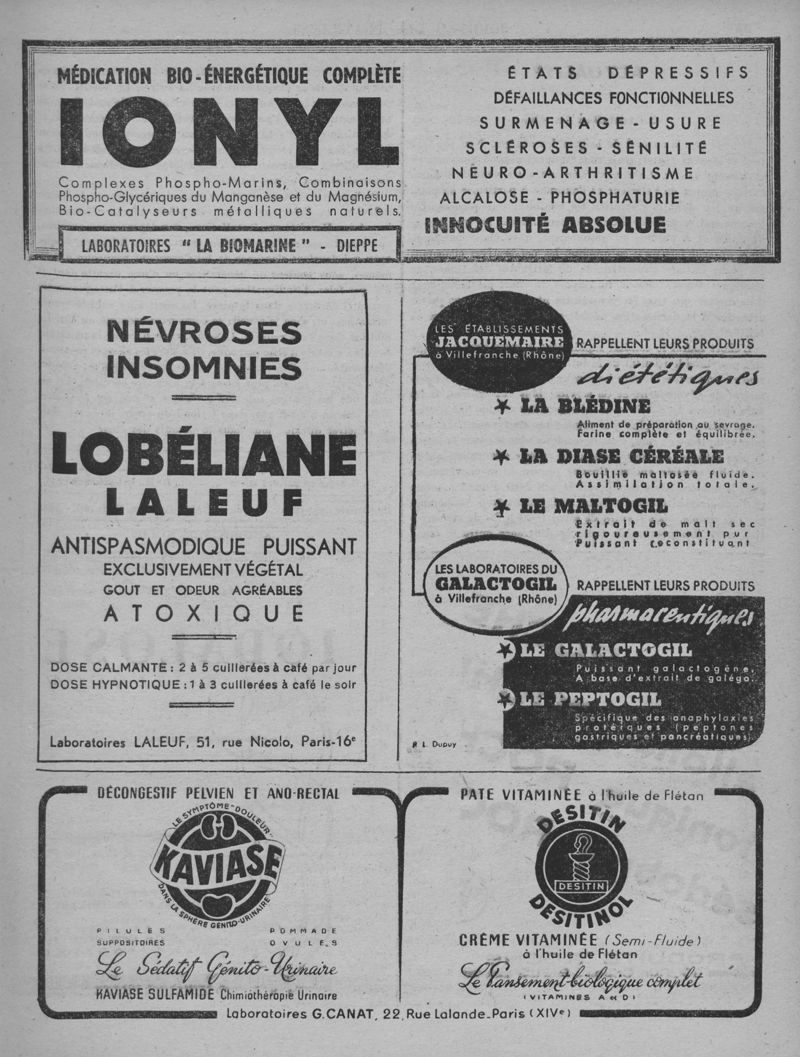 MÉDICATION BIO-ÉNERGÉTIQUE COMPLÈTE
IONYL
Complexes Phospho-Marins, Combinaisons
Phospho-Glycériques du Manganèse et du Magnésium,
Bio-Catalyseurs métalliques naturels.
LABORATOIRES "LA BIOMARINE" - DIEPPE
ÉTATS DÉPRESSIFS
DÉFAILLANCES FONCTIONNELLES
SURMENAGE - USURE
SCLÉROSES - SÉNILITÉ
NEURO-ARTHRITISME
ALCALOSE - PHOSPHATURIE
INNOCUITÉ ABSOLUE
NÉVROSES
INSOMNIES
LOBÉLIANE
LALEUF
ANTISPASMODIQUE PUISSANT
EXCLUSIVEMENT VÉGÉTAL
GOUT ET ODEUR AGRÉABLES
ATOXIQUE
DOSE CALMANTE : 2 à 5 cuillerées à café par jour
DOSE HYPNOTIQUE : 1 à 3 cuillerées à café le soir
Laboratoires LALEUF, 51, rue Nicolo, Paris-16e
LES ÉTABLISSEMENTS
JACQUEMAIRE
à Villefranche (Rhône)
RAPPELLENT LEURS PRODUITS
diététiques
LA BLÉDINE
Aliment de préparation au sevrage.
Farine complète et équilibrée.
LA DIASE CÉRÉALE
Bouillie maltosée fluide.
Assimilation totale.
LE MALTOGIL
Extrait de malt sec
rigoureusement pur
Puissant reconstituant
LES LABORATOIRES DU
GALACTOGIL
à Villefranche (Rhône)
RAPPELLENT LEURS PRODUITS
pharmaceutiques
LE GALACTOGIL
Puissant galactogène,
A base d'extrait de galéga.
LE PEPTOGIL
Spécifique des anaphylaxies
protéiques (peptones
gastriques et pancréatiques).
R. L. Dupuy
DÉCONGESTIF PELVIEN ET ANO-RECTAL
LE SYMPTÔME-DOULEUR
KAVIASE
DANS LA SPHÈRE GÉNITO-URINAIRE
PILULES POMMADE
SUPPOSITOIRES OVULES
Le Sédatif Génito-Urinaire
KAVIASE SULFAMIDE Chimiothérapie Urinaire
PATE VITAMINÉE à l'huile de Flétan
DESITIN
DESITIN
DESITINOL
CRÈME VITAMINÉE (Semi-Fluide)
à l'huile de Flétan
Le Pansement-biologique complet
(VITAMINES A et D)
Laboratoires G. CANAT, 22, Rue Lalande-Paris (XIVe)